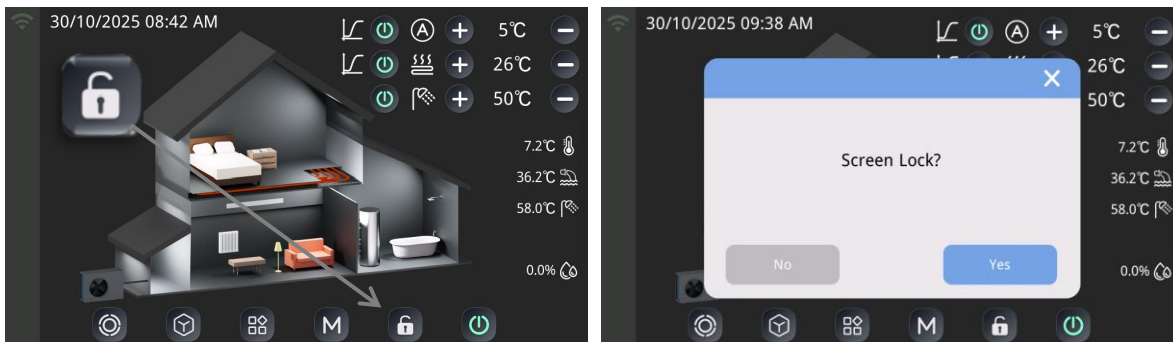 30/10/2025 08:42 AM
A + 5℃ −
+ 26℃ −
+ 50℃ −
7.2℃
36.2℃
58.0℃
0.0%
M
30/10/2025 09:38 AM
A + 5℃ −
26℃ −
50℃ −
X
Screen Lock?
No
Yes
7.2℃
36.2℃
58.0℃
0.0%
M